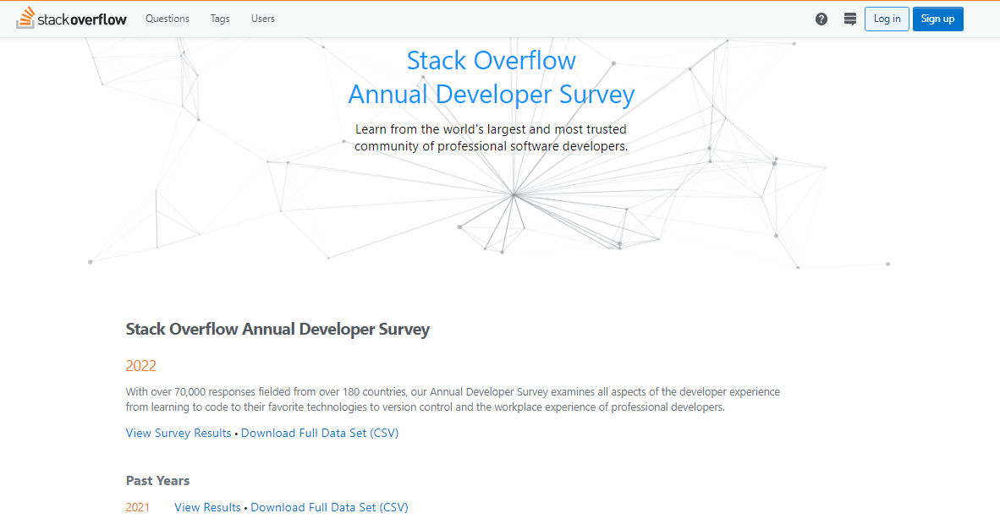 stack overflow Questions Tags Users Log in Sign up
Stack Overflow
Annual Developer Survey
Learn from the world's largest and most trusted
community of professional software developers.
Stack Overflow Annual Developer Survey
2022
With over 70,000 responses fielded from over 180 countries, our Annual Developer Survey examines all aspects of the developer experience
from learning to code to their favorite technologies to version control and the workplace experience of professional developers.
View Survey Results • Download Full Data Set (CSV)
Past Years
2021 View Results • Download Full Data Set (CSV)